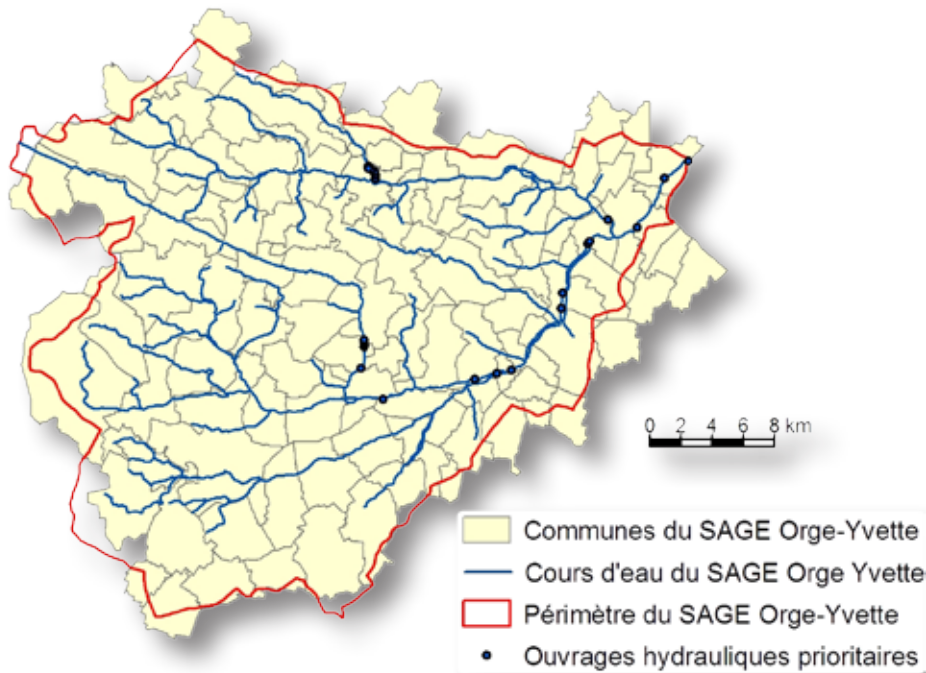 0 2 4 6 8 km
Communes du SAGE Orge-Yvette
Cours d'eau du SAGE Orge Yvette
Périmètre du SAGE Orge-Yvette
Ouvrages hydrauliques prioritaires